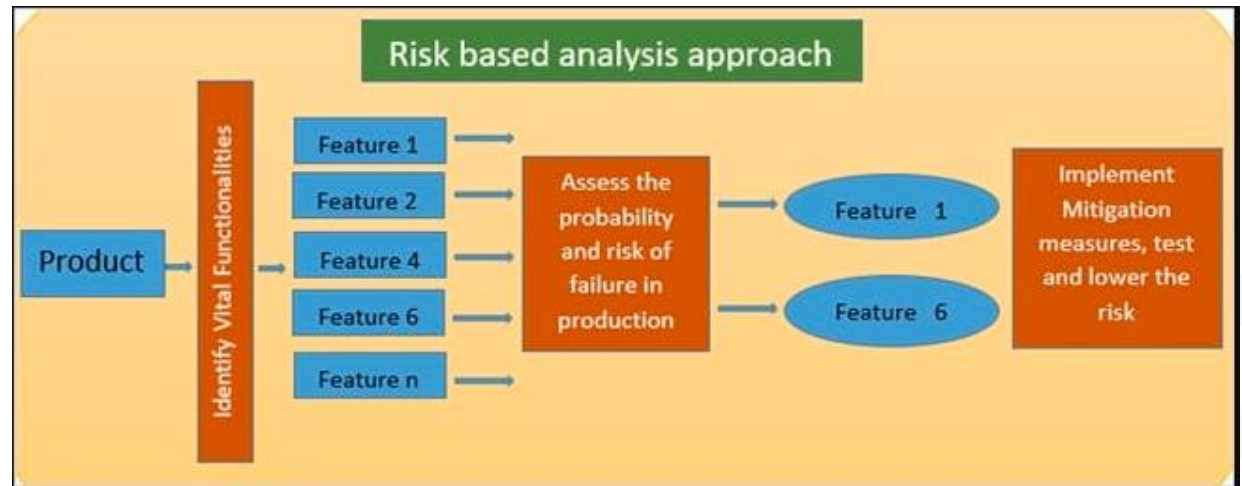 Risk based analysis approach
Product
Identify Vital Functionalities
Feature 1
Feature 2
Feature 4
Feature 6
Feature n
Assess the
probability
and risk of
failure in
production
Feature 1
Feature 6
Implement
Mitigation
measures, test
and lower the
risk